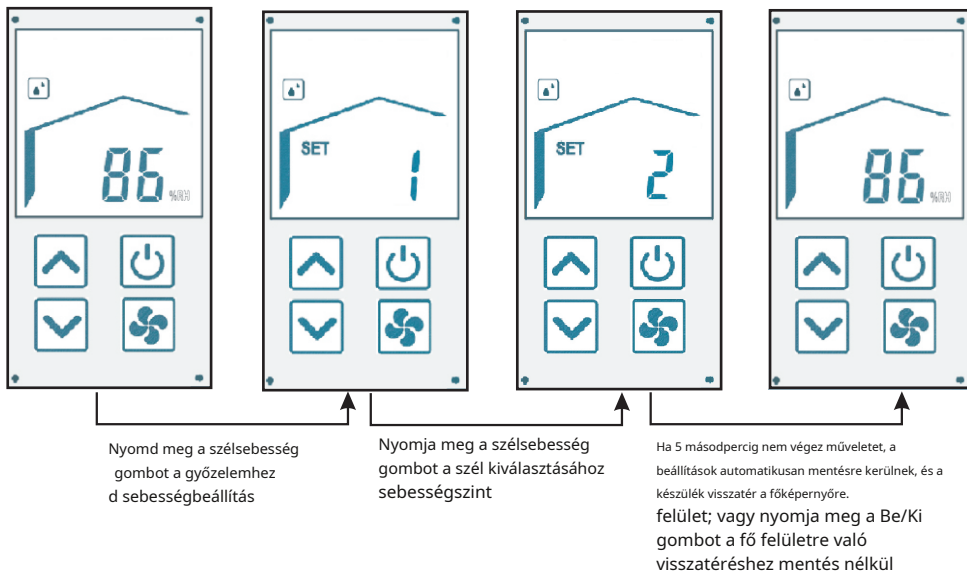 86 %(RH)
SET
1
SET
2
86 %(RH)
Nyomd meg a szélsebesség
gombot a győzelemhez
d sebességbeállítás
Nyomja meg a szélsebesség
gombot a szél kiválasztásához
sebességszint
Ha 5 másodpercig nem végez műveletet, a
beállítások automatikusan mentésre kerülnek, és a
készülék visszatér a főképernyőre.
felület; vagy nyomja meg a Be/Ki
gombot a fő felületre való
visszatéréshez mentés nélkül